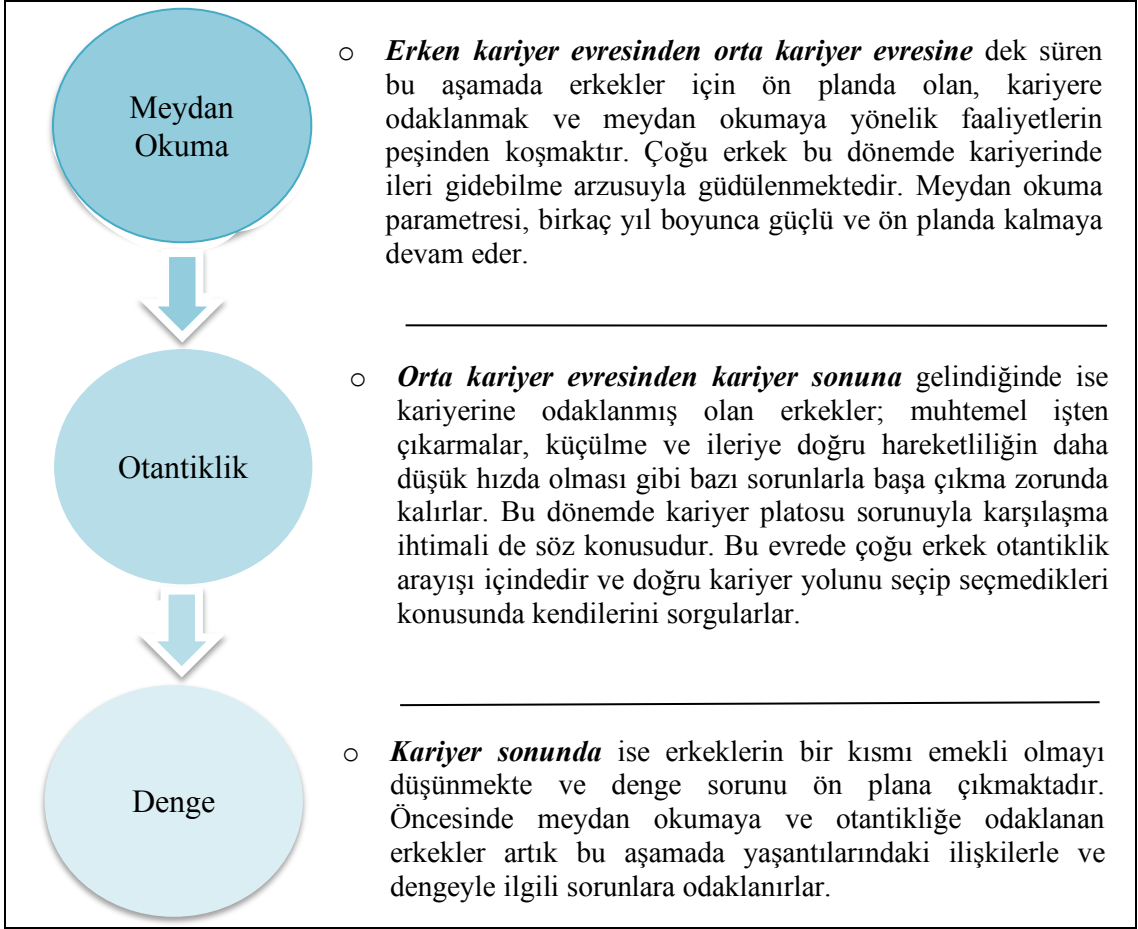 Meydan
Okuma
o Erken kariyer evresinden orta kariyer evresine dek süren
bu aşamada erkekler için ön planda olan, kariyere
odaklanmak ve meydan okumaya yönelik faaliyetlerin
peşinden koşmaktır. Çoğu erkek bu dönemde kariyerinde
ileri gidebilme arzusuyla güdülenmektedir. Meydan okuma
parametresi, birkaç yıl boyunca güçlü ve ön planda kalmaya
devam eder.
Otantiklik
o Orta kariyer evresinden kariyer sonuna gelindiğinde ise
kariyerine odaklanmış olan erkekler; muhtemel işten
çıkarmalar, küçülme ve ileriye doğru hareketliliğin daha
düşük hızda olması gibi bazı sorunlarla başa çıkma zorunda
kalırlar. Bu dönemde kariyer platosu sorunuyla karşılaşma
ihtimali de söz konusudur. Bu evrede çoğu erkek otantiklik
arayışı içindedir ve doğru kariyer yolunu seçip seçmedikleri
konusunda kendilerini sorgularlar.
Denge
o Kariyer sonunda ise erkeklerin bir kısmı emekli olmayı
düşünmekte ve denge sorunu ön plana çıkmaktadır.
Öncesinde meydan okumaya ve otantikliğe odaklanan
erkekler artık bu aşamada yaşantılarındaki ilişkilerle ve
dengeyle ilgili sorunlara odaklanırlar.